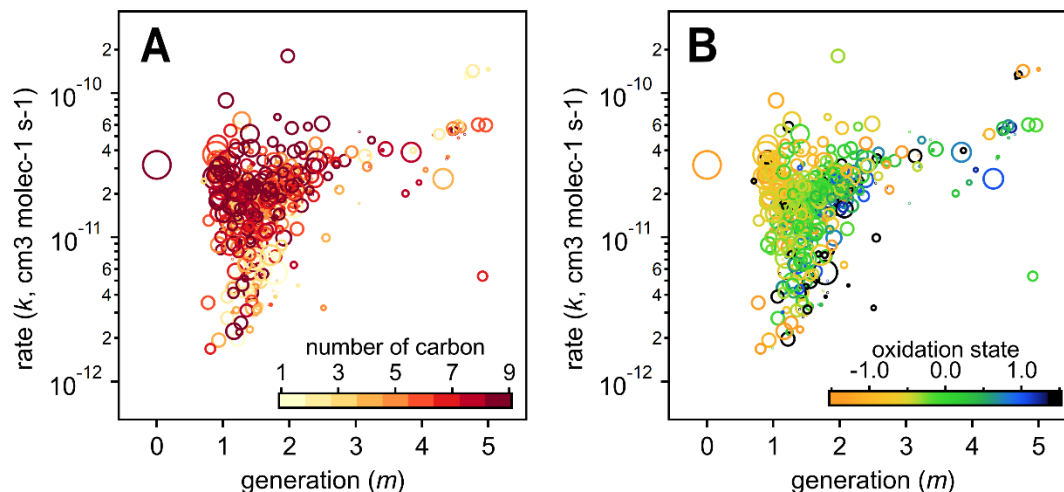 A
rate (k, cm3 molec-1 s-1)
2
10-10
6
4
2
10-11
6
4
2
10-12
number of carbon
1 3 5 7 9
0 1 2 3 4 5
generation (m)
B
rate (k, cm3 molec-1 s-1)
2
10-10
6
4
2
10-11
6
4
2
10-12
oxidation state
-1.0 0.0 1.0
0 1 2 3 4 5
generation (m)